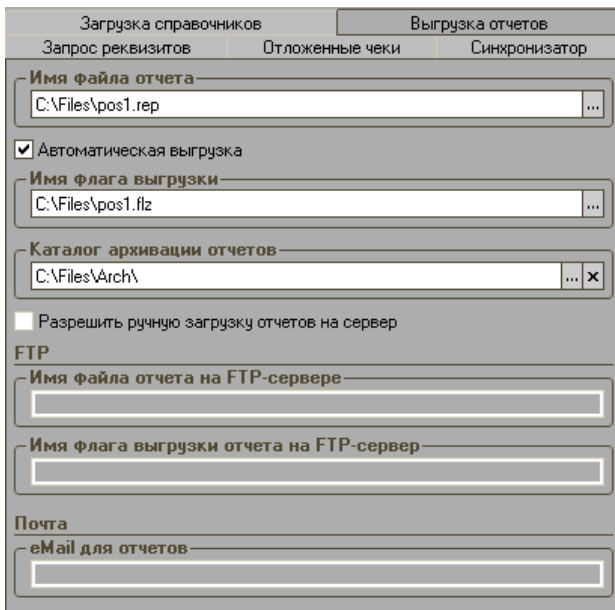 Загрузка справочников Выгрузка отчетов
Запрос реквизитов Отложенные чеки Синхронизатор
Имя файла отчета
C:\Files\pos1.rep ...
Автоматическая выгрузка
Имя флага выгрузки
C:\Files\pos1.flz ...
Каталог архивации отчетов
C:\Files\Arch\ ... x
Разрешить ручную загрузку отчетов на сервер
FTP
Имя файла отчета на FTP-сервере
Имя флага выгрузки отчета на FTP-сервер
Почта
eMail для отчетов